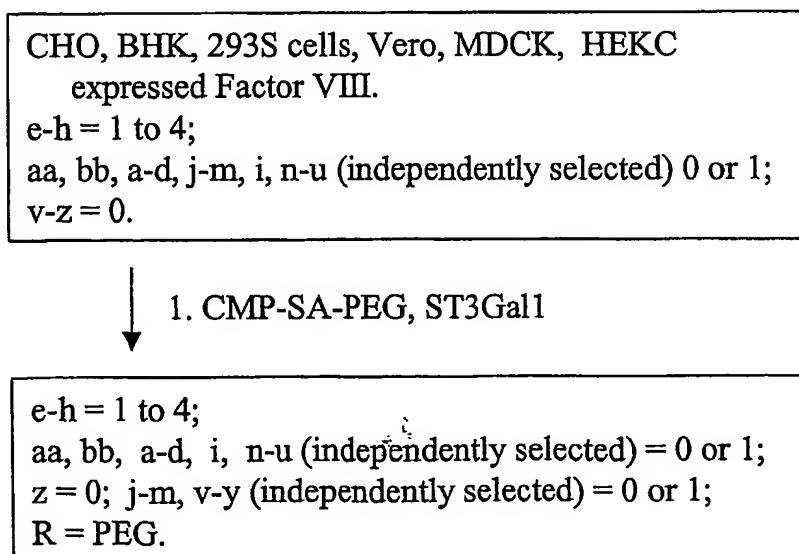 CHO, BHK, 293S cells, Vero, MDCK, HEKC
expressed Factor VIII.
e-h = 1 to 4;
aa, bb, a-d, j-m, i, n-u (independently selected) 0 or 1;
v-z = 0.
1. CMP-SA-PEG, ST3Gal1
e-h = 1 to 4;
aa, bb, a-d, i, n-u (independently selected) = 0 or 1;
z = 0; j-m, v-y (independently selected) = 0 or 1;
R = PEG.